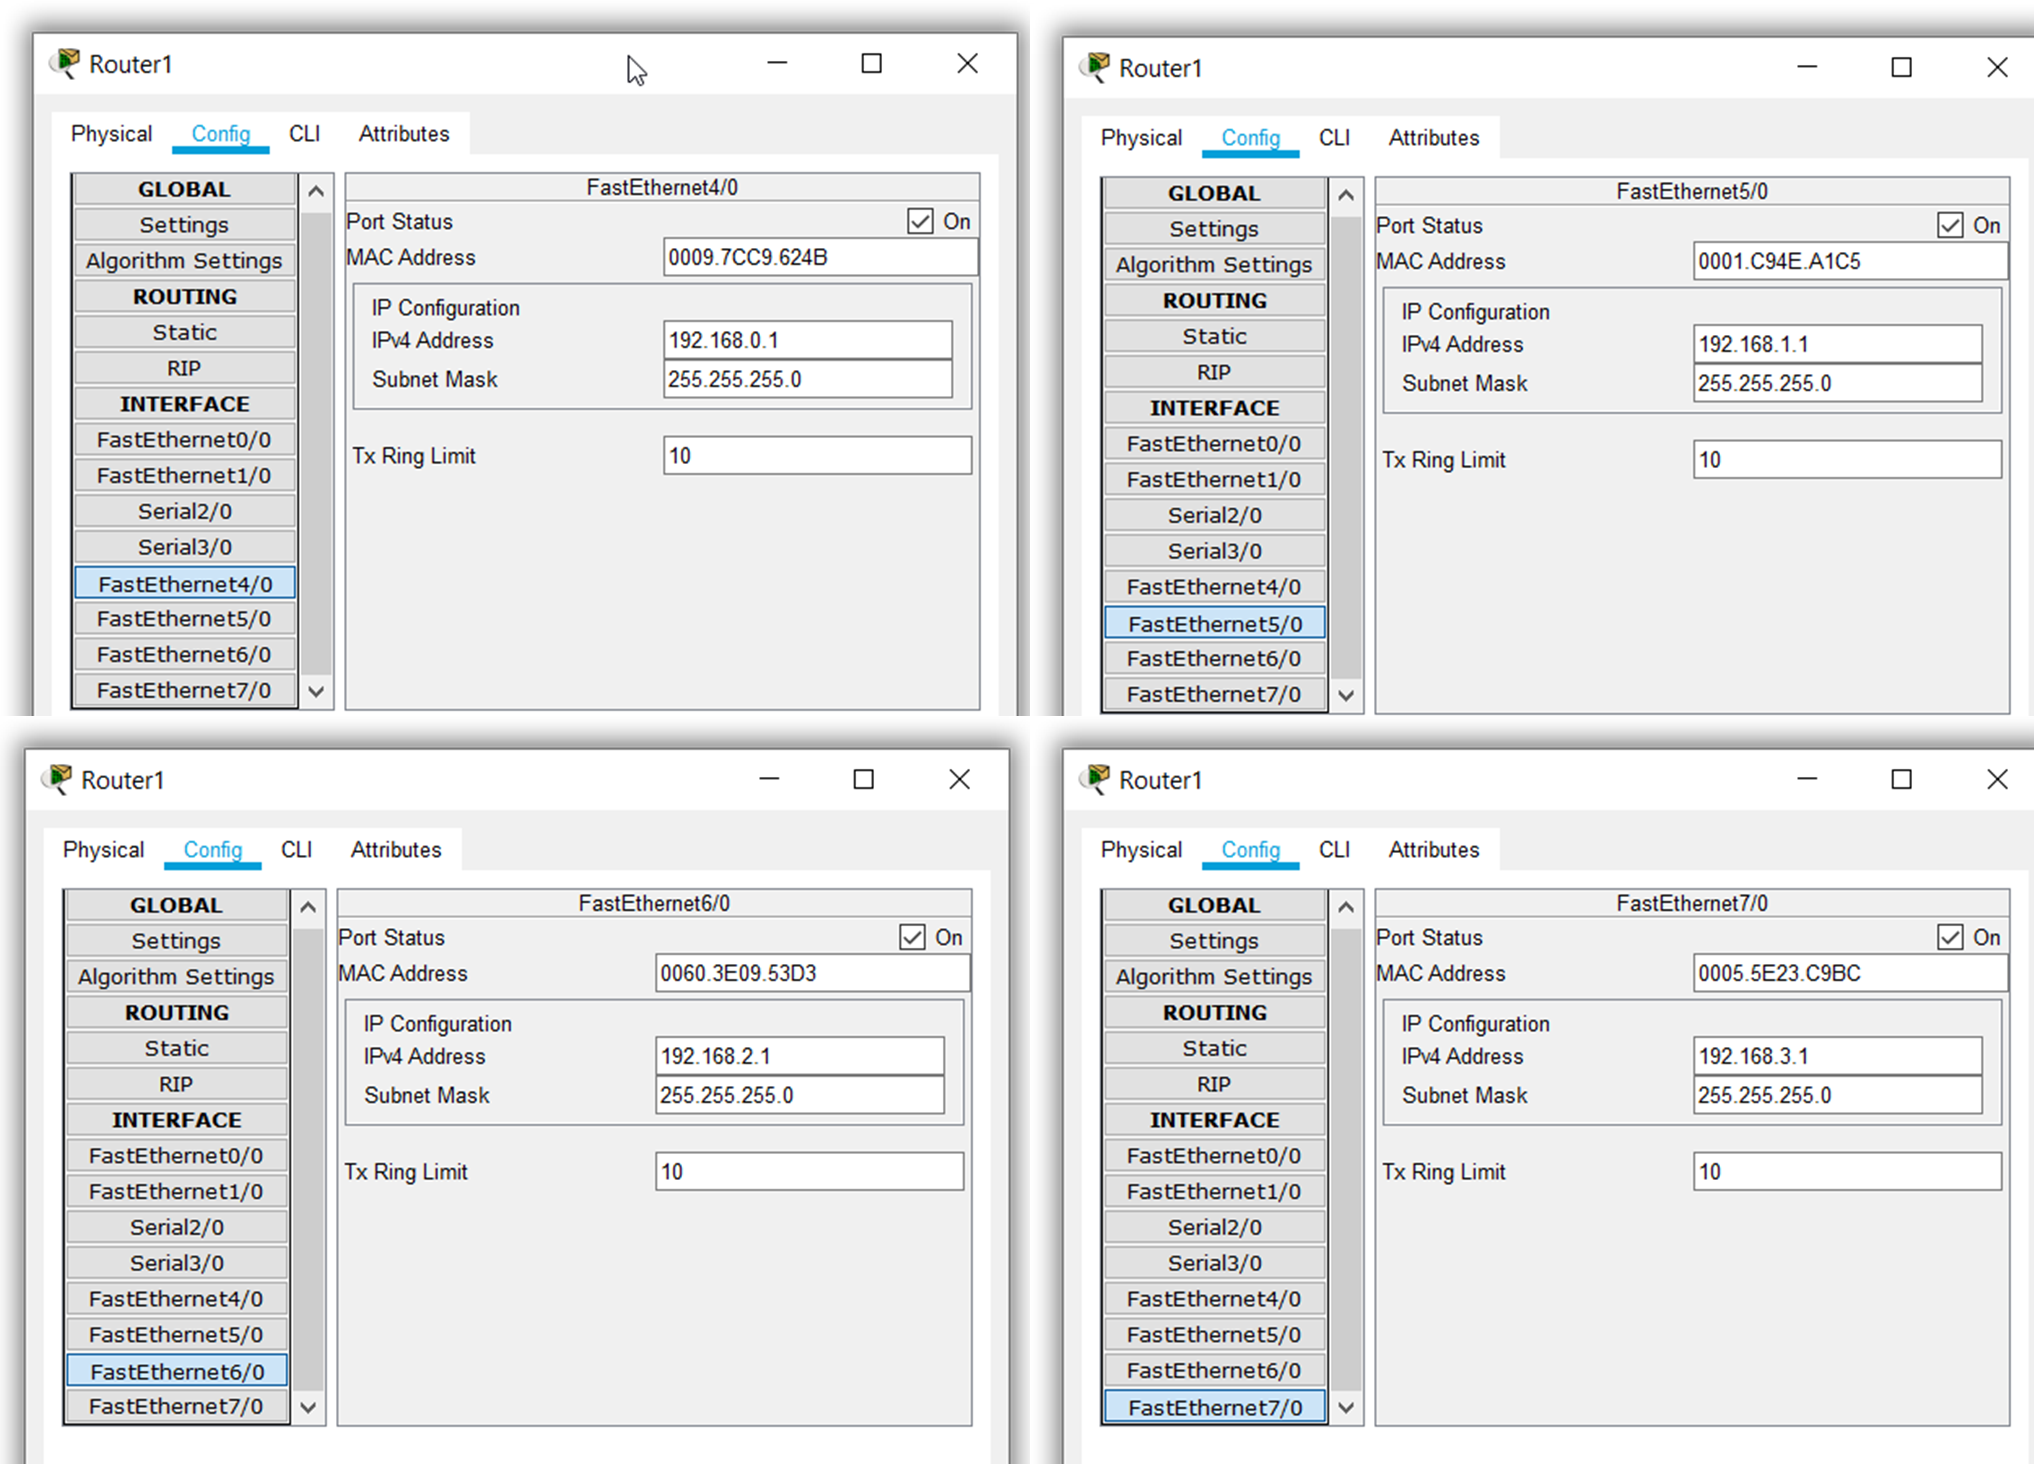 Router1
Physical Config CLI Attributes
GLOBAL
Settings
Algorithm Settings
ROUTING
Static
RIP
INTERFACE
FastEthernet0/0
FastEthernet1/0
Serial2/0
Serial3/0
FastEthernet4/0
FastEthernet5/0
FastEthernet6/0
FastEthernet7/0
FastEthernet4/0
Port Status On
MAC Address 0009.7CC9.624B
IP Configuration
IPv4 Address 192.168.0.1
Subnet Mask 255.255.255.0
Tx Ring Limit 10
Router1
Physical Config CLI Attributes
GLOBAL
Settings
Algorithm Settings
ROUTING
Static
RIP
INTERFACE
FastEthernet0/0
FastEthernet1/0
Serial2/0
Serial3/0
FastEthernet4/0
FastEthernet5/0
FastEthernet6/0
FastEthernet7/0
FastEthernet5/0
Port Status On
MAC Address 0001.C94E.A1C5
IP Configuration
IPv4 Address 192.168.1.1
Subnet Mask 255.255.255.0
Tx Ring Limit 10
Router1
Physical Config CLI Attributes
GLOBAL
Settings
Algorithm Settings
ROUTING
Static
RIP
INTERFACE
FastEthernet0/0
FastEthernet1/0
Serial2/0
Serial3/0
FastEthernet4/0
FastEthernet5/0
FastEthernet6/0
FastEthernet7/0
FastEthernet6/0
Port Status On
MAC Address 0060.3E09.53D3
IP Configuration
IPv4 Address 192.168.2.1
Subnet Mask 255.255.255.0
Tx Ring Limit 10
Router1
Physical Config CLI Attributes
GLOBAL
Settings
Algorithm Settings
ROUTING
Static
RIP
INTERFACE
FastEthernet0/0
FastEthernet1/0
Serial2/0
Serial3/0
FastEthernet4/0
FastEthernet5/0
FastEthernet6/0
FastEthernet7/0
FastEthernet7/0
Port Status On
MAC Address 0005.5E23.C9BC
IP Configuration
IPv4 Address 192.168.3.1
Subnet Mask 255.255.255.0
Tx Ring Limit 10